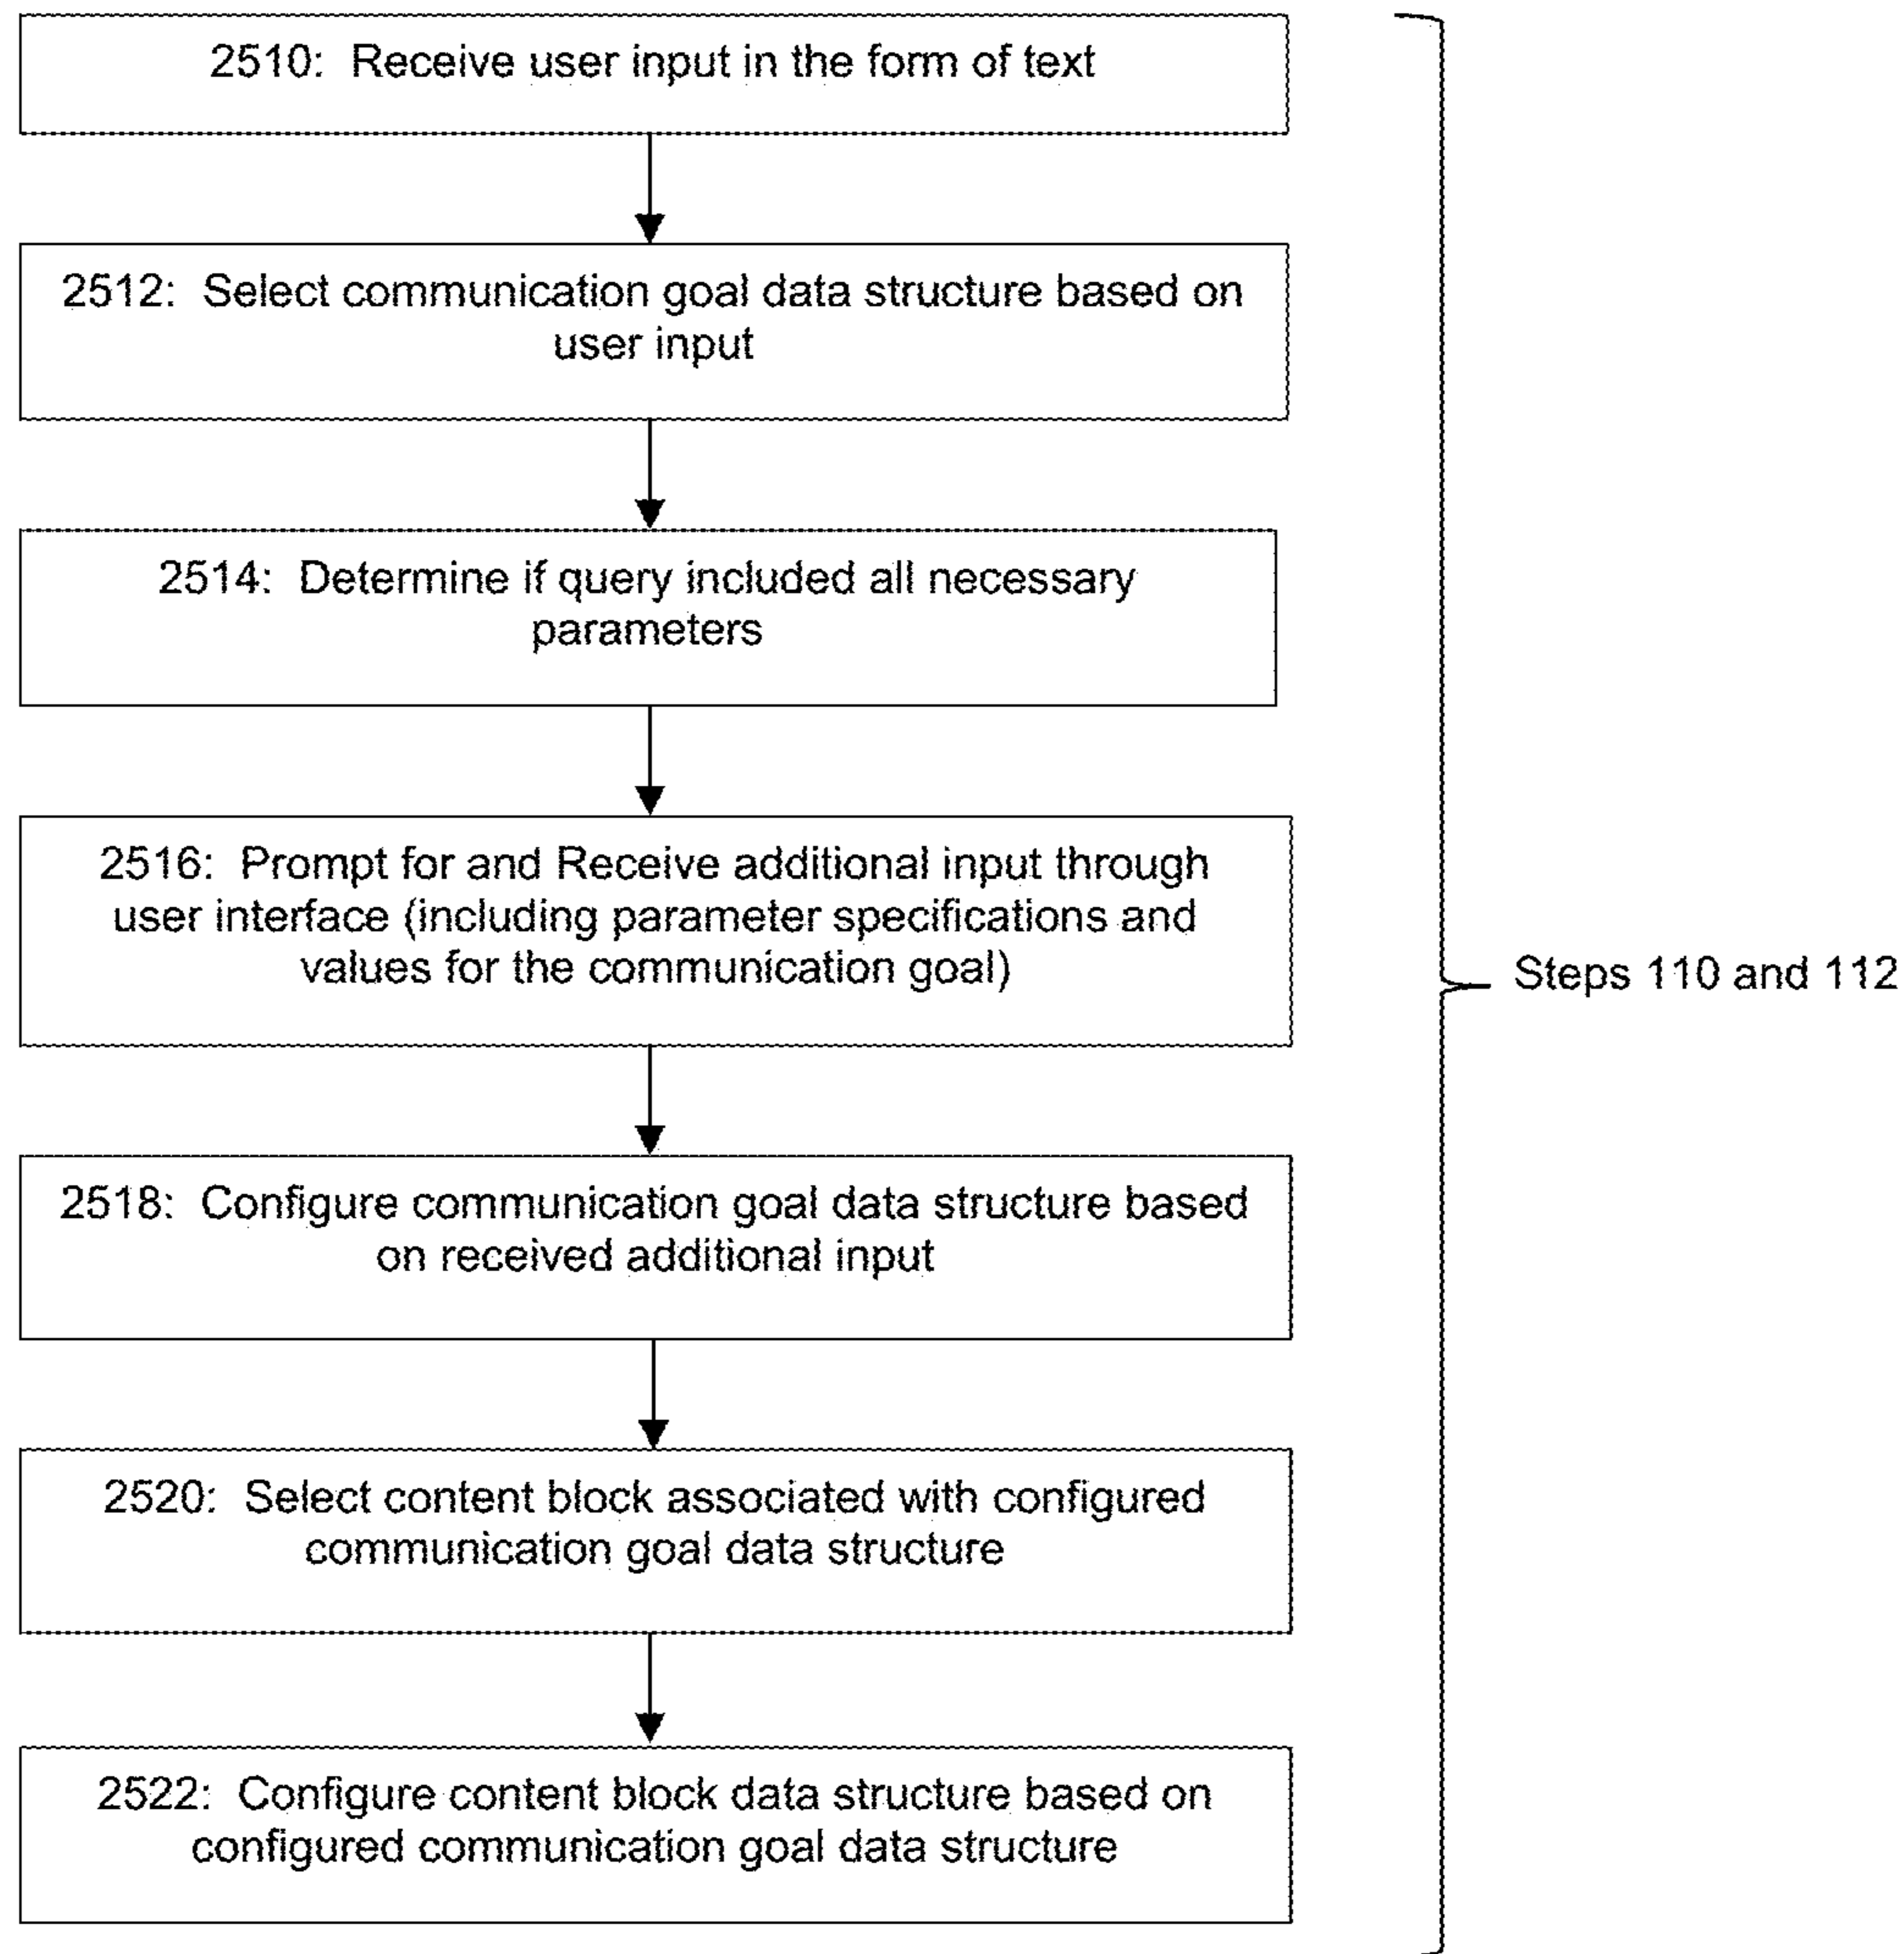 2510: Receive user input in the form of text
2512: Select communication goal data structure based on
user input
2514: Determine if query included all necessary
parameters
2516: Prompt for and Receive additional input through
user interface (including parameter specifications and
values for the communication goal)
Steps 110 and 112
2518: Configure communication goal data structure based
on received additional input
2520: Select content block associated with configured
communication goal data structure
2522: Configure content block data structure based on
configured communication goal data structure